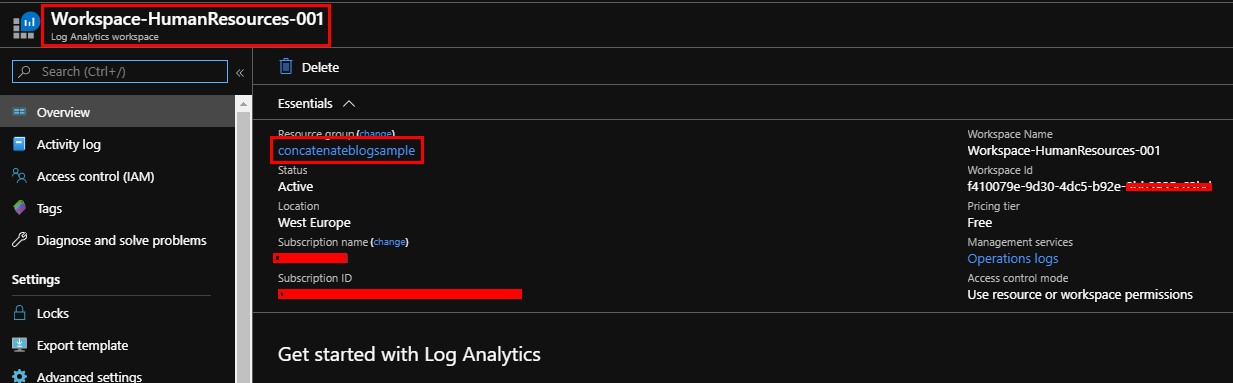 Workspace-HumanResources-001
Log Analytics workspace
Search (Ctrl+/)
«
Overview
Activity log
Access control (IAM)
Tags
Diagnose and solve problems
Settings
Locks
Export template
Advanced settings
Delete
Essentials
Resource group (change)
concatenateblogsample
Status
Active
Location
West Europe
Subscription name (change)
Subscription ID
Workspace Name
Workspace-HumanResources-001
Workspace Id
f410079e-9d30-4dc5-b92e-
Pricing tier
Free
Management services
Operations logs
Access control mode
Use resource or workspace permissions
Get started with Log Analytics